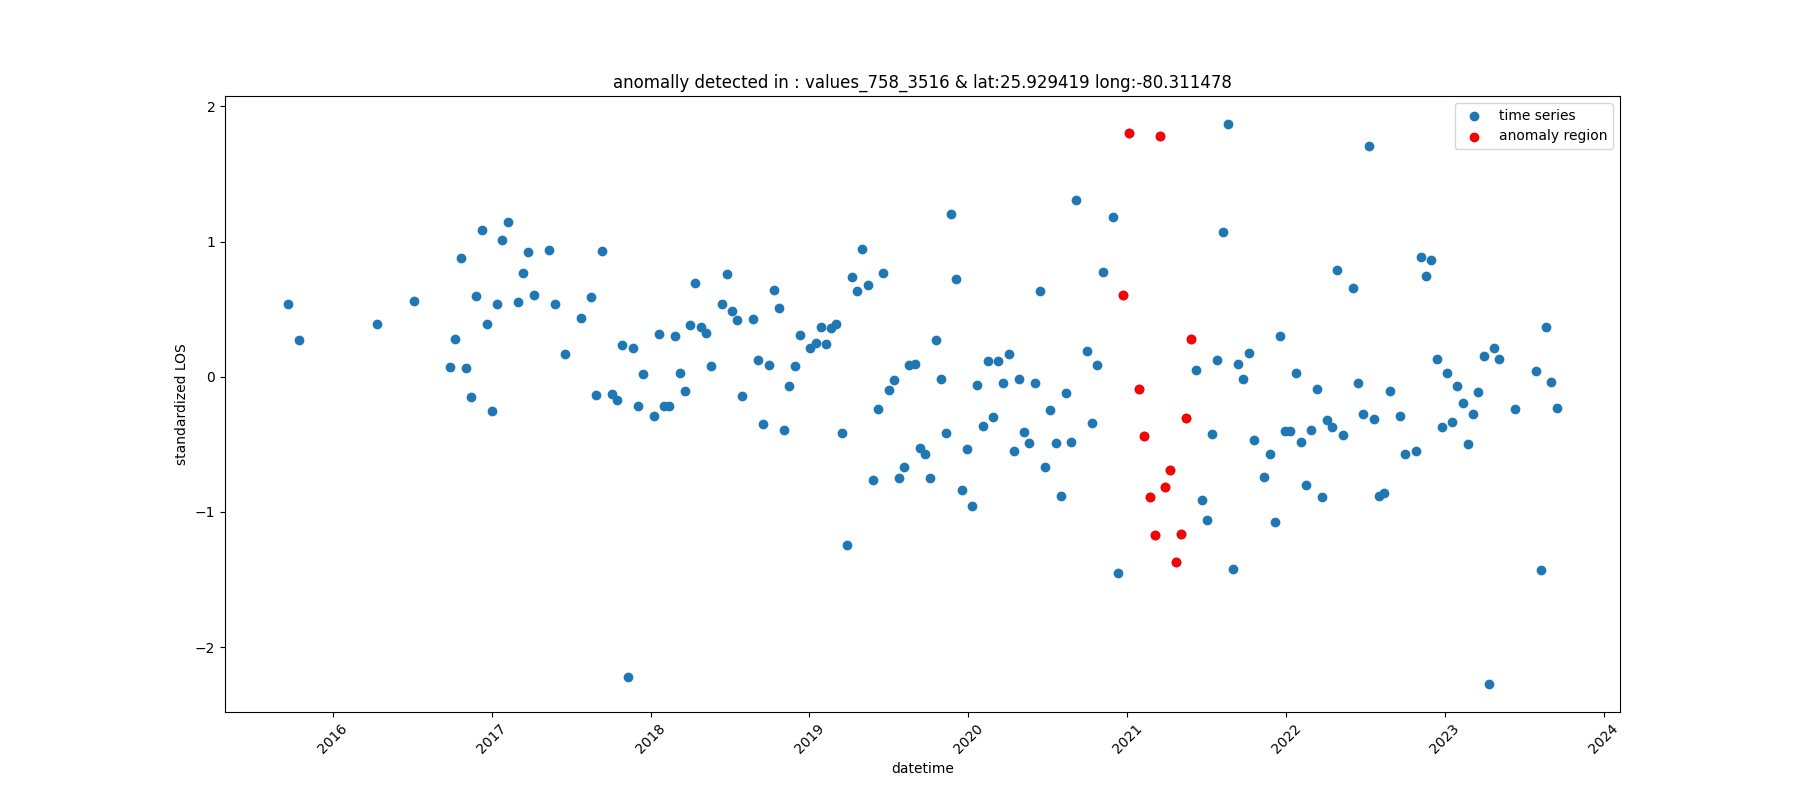 anomally detected in : values_758_3516 & lat:25.929419 long:-80.311478
time series
anomaly region
2
1
0
−1
−2
standardized LOS
2016
2017
2018
2019
2020
2021
2022
2023
2024
datetime